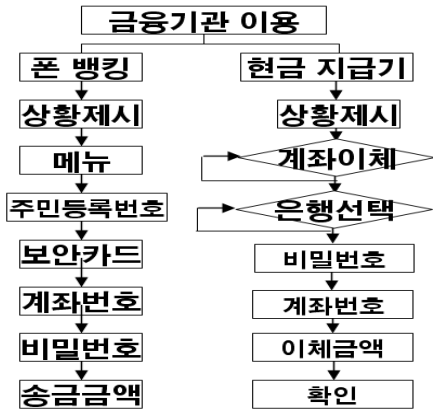 금융기관 이용
폰 뱅킹
현금 지급기
상황제시
상황제시
메뉴
계좌이체
주민등록번호
은행선택
보안카드
비밀번호
계좌번호
계좌번호
비밀번호
이체금액
송금금액
확인